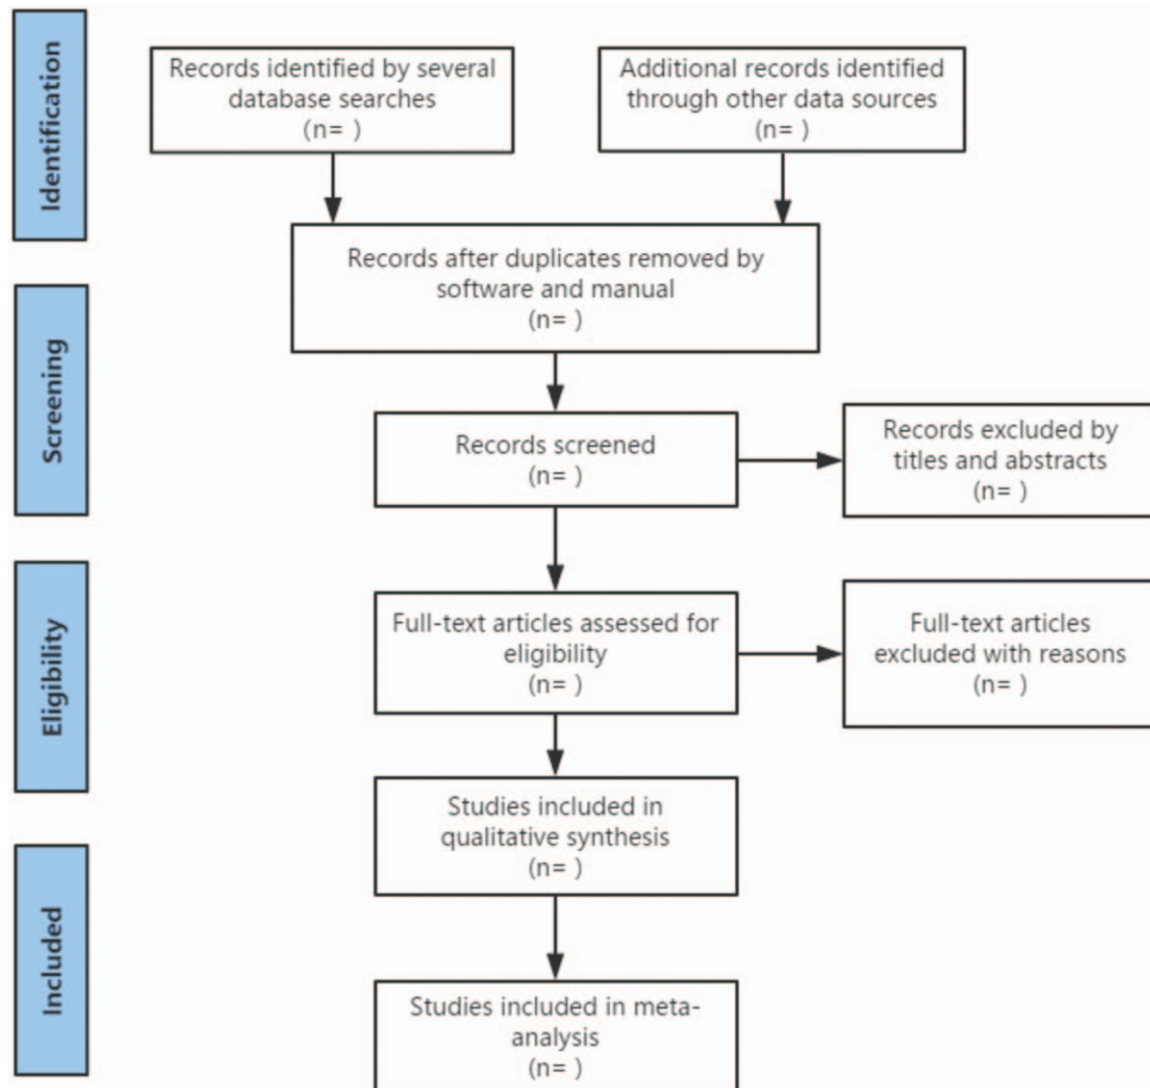 Identification
Records identified by several
database searches
(n= )
Additional records identified
through other data sources
(n= )
Records after duplicates removed by
software and manual
(n= )
Screening
Records screened
(n= )
Records excluded by
titles and abstracts
(n= )
Eligibility
Full-text articles assessed for
eligibility
(n= )
Full-text articles
excluded with reasons
(n= )
Studies included in
qualitative synthesis
(n= )
Included
Studies included in meta-
analysis
(n= )